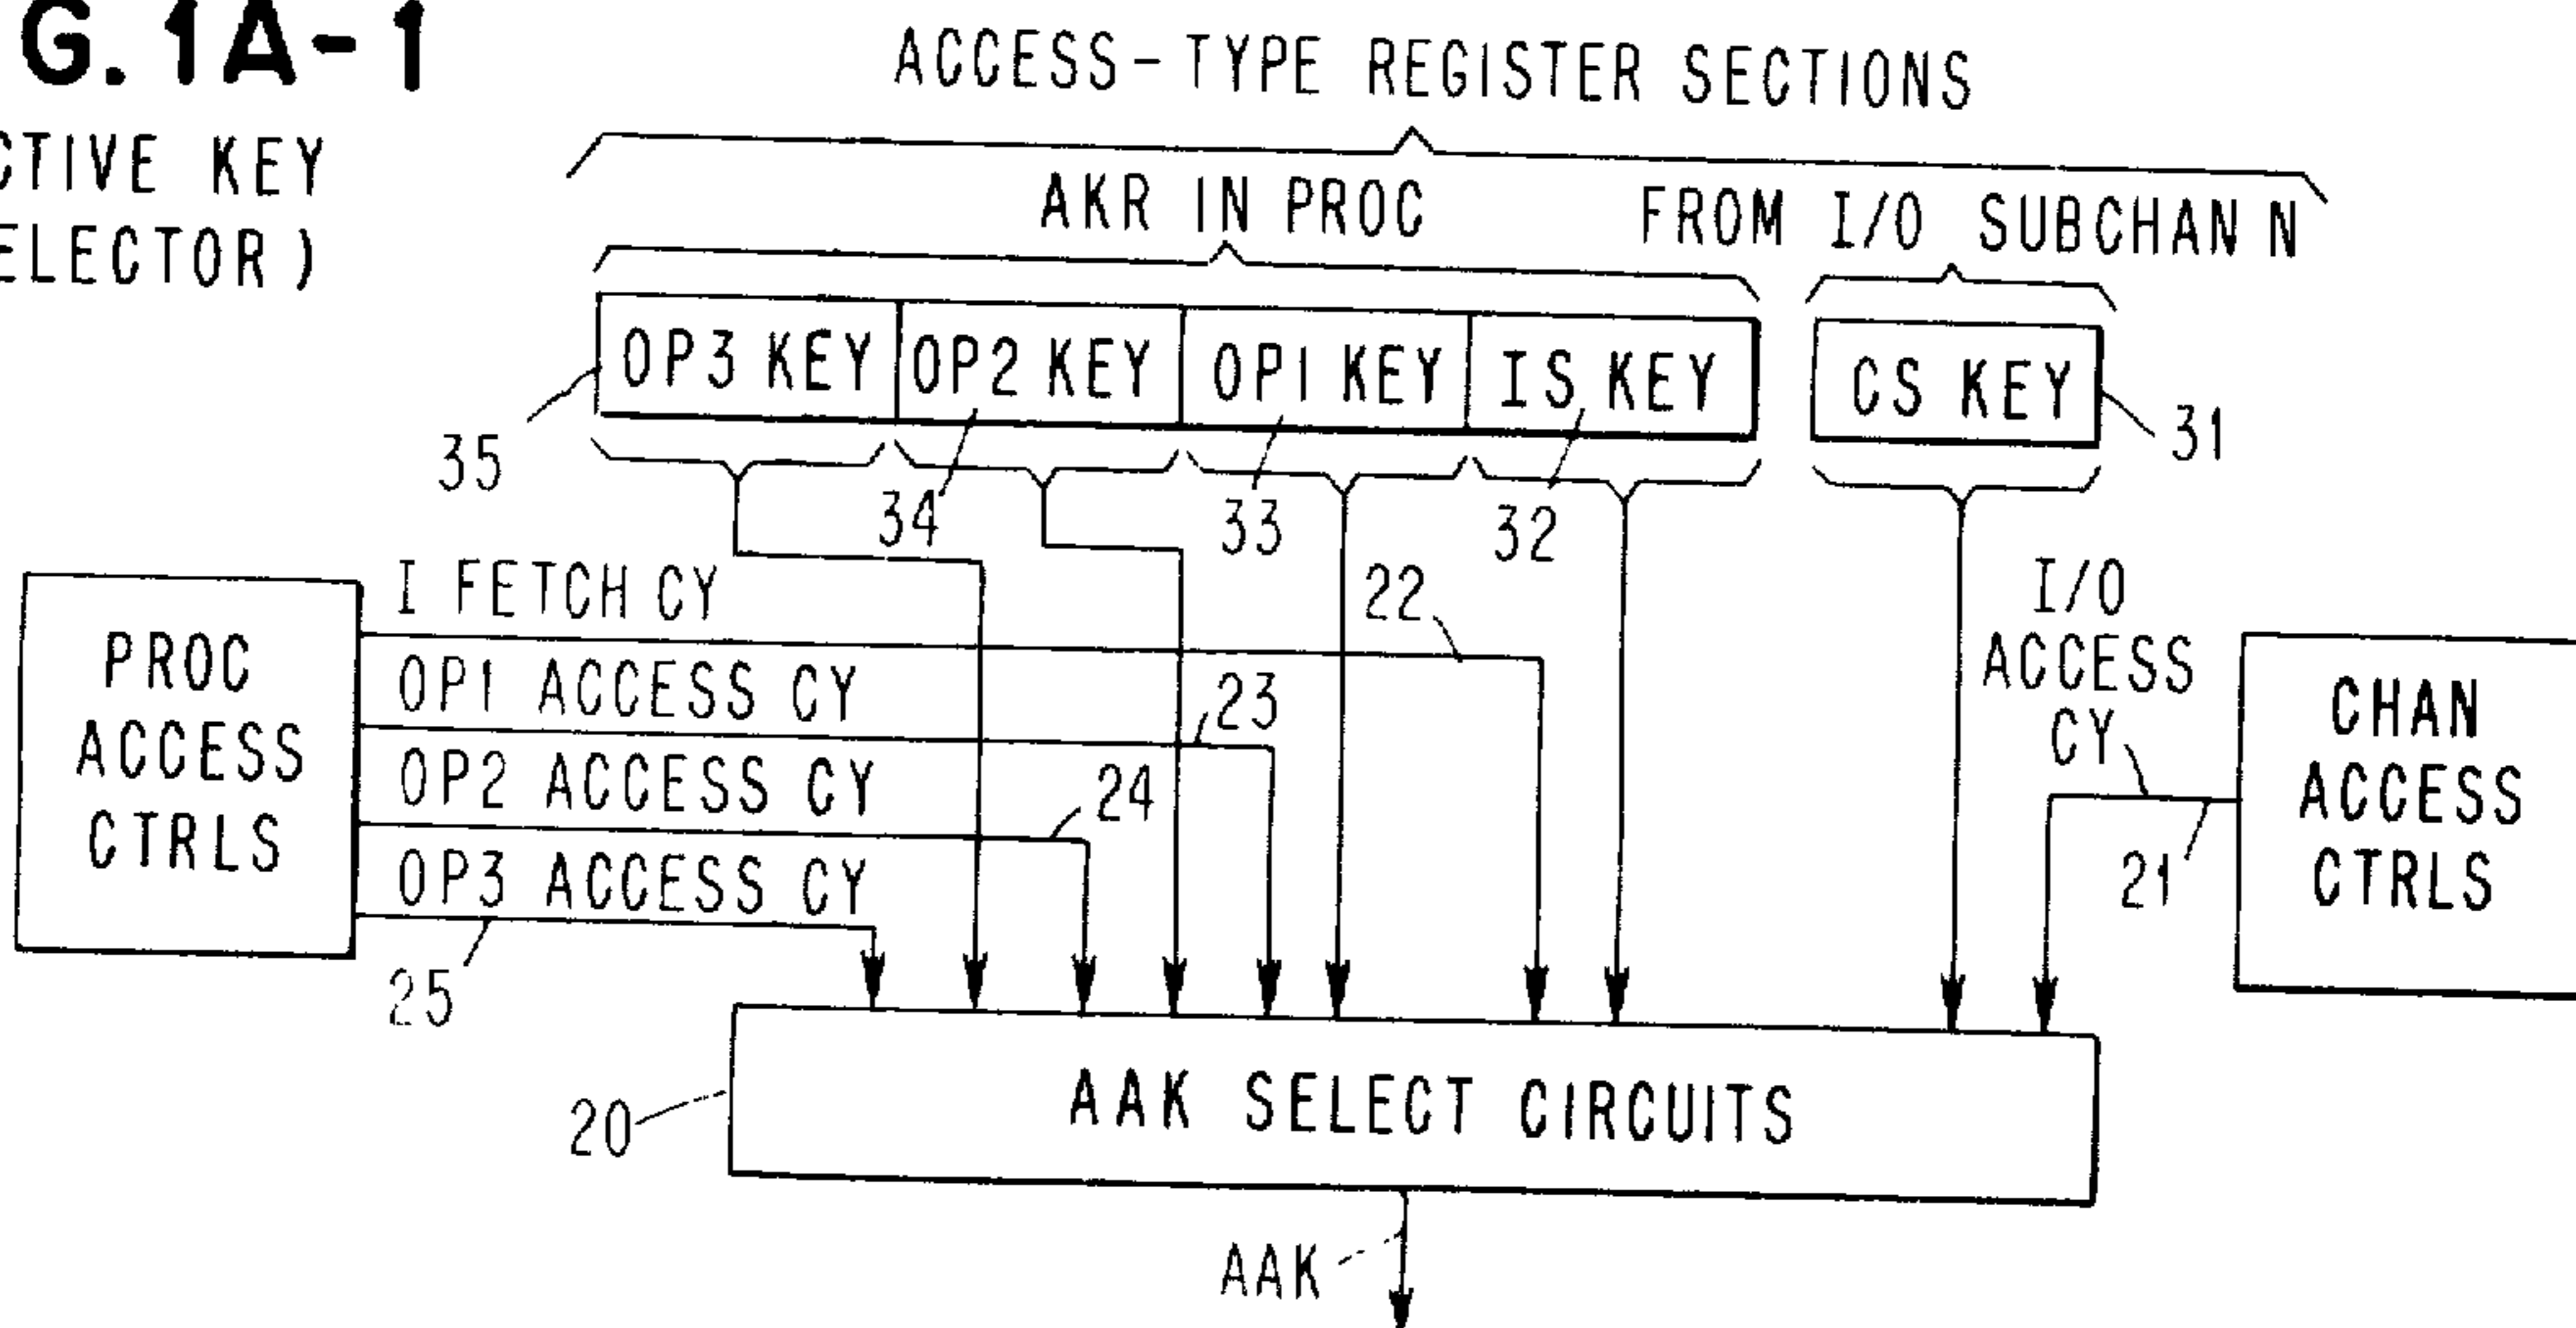 G. 1A-1
CTIVE KEY
ELECTOR )
ACCESS-TYPE REGISTER SECTIONS
AKR IN PROC
FROM I/O SUBCHAN N
OP3 KEY
OP2 KEY
OP1 KEY
IS KEY
CS KEY
35
34
33
32
31
PROC
ACCESS
CTRLS
I FETCH CY
22
OP1 ACCESS CY
23
OP2 ACCESS CY
24
OP3 ACCESS CY
25
I/O
ACCESS
CY
21
CHAN
ACCESS
CTRLS
20
AAK SELECT CIRCUITS
AAK